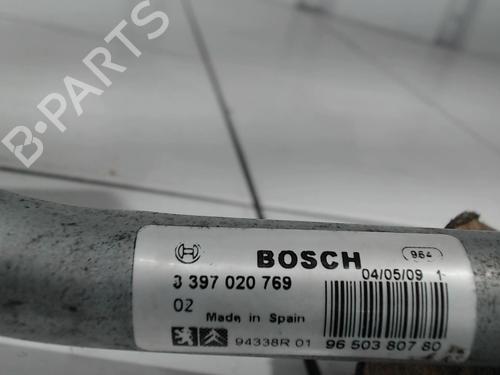 B-PARTS
BOSCH
984
3 397 020 769
04/05/09 1
02
Made in Spain
94338R 01
96 503 807 80